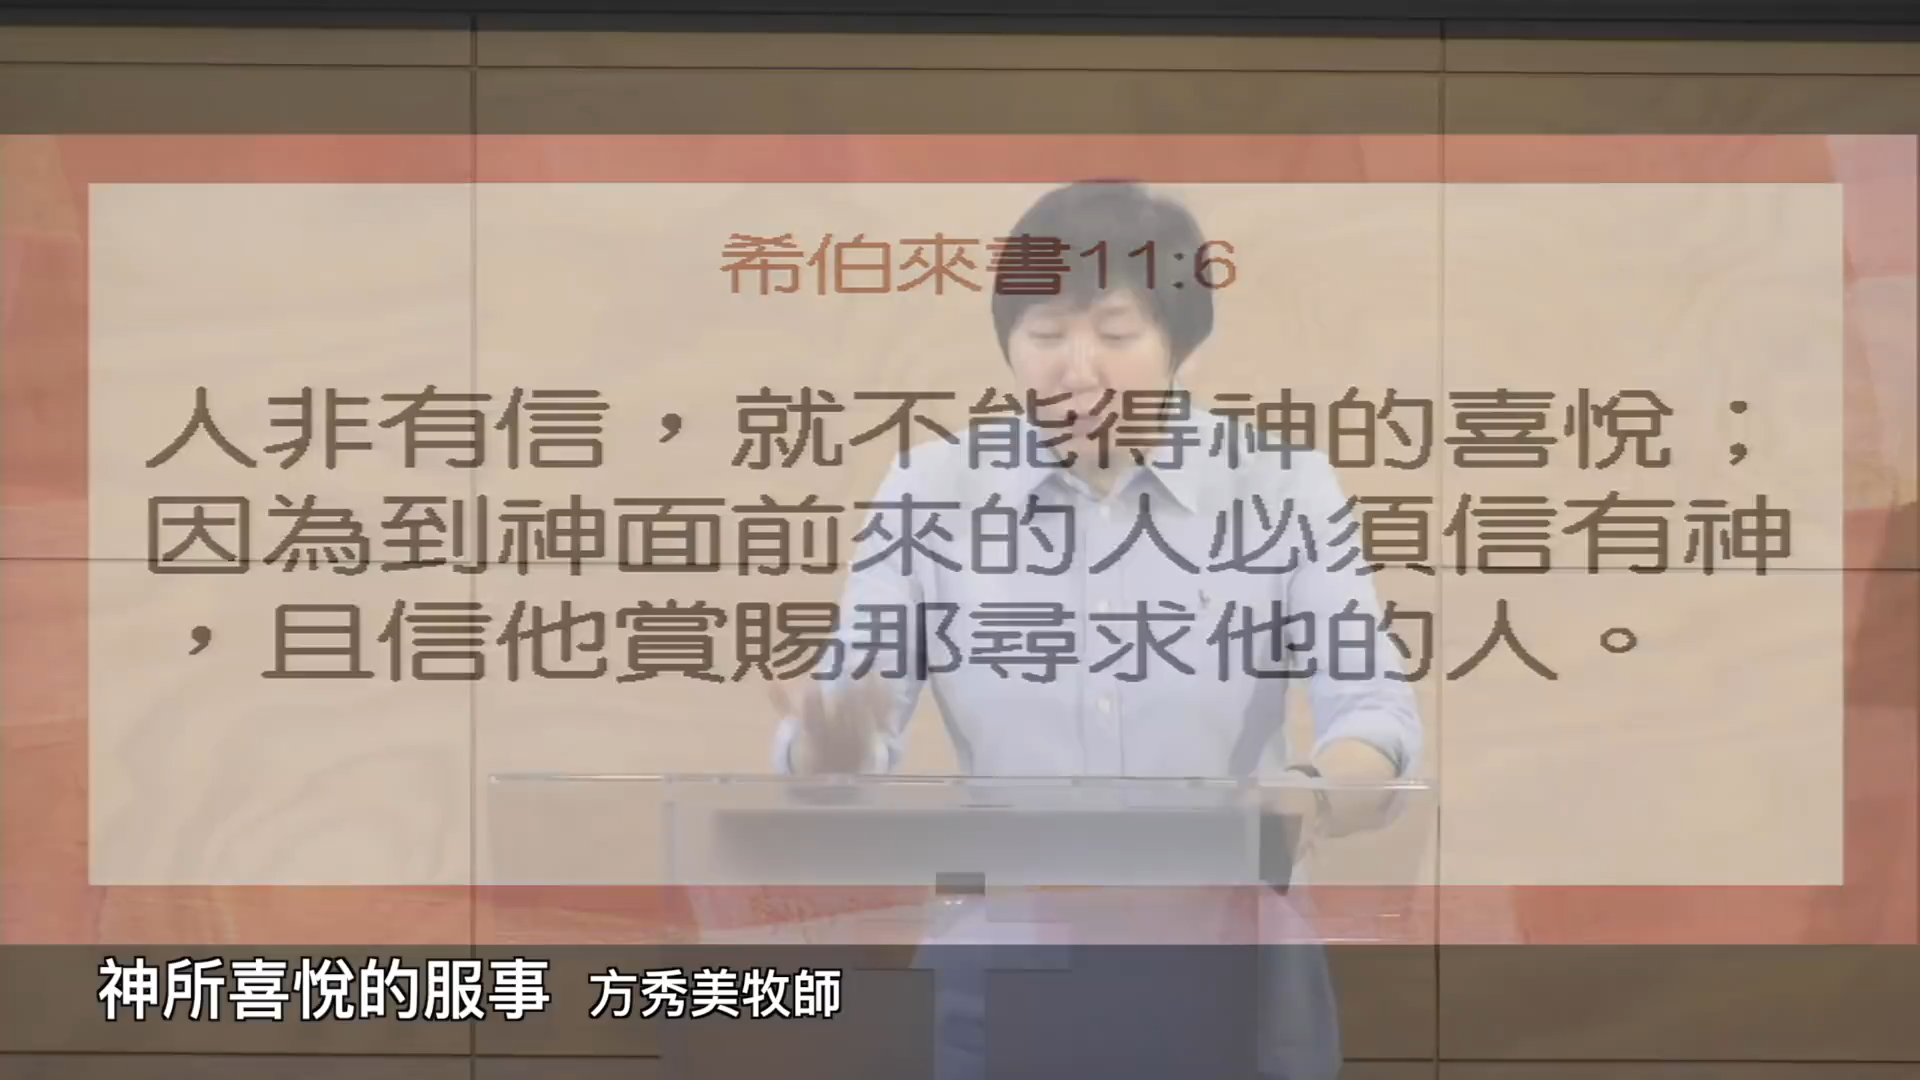 希伯來書11:6
人非有信，就不能得神的喜悅；
因為到神面前來的人必須信有神
，且信他賞賜那尋求他的人。
神所喜悅的服事 方秀美牧師